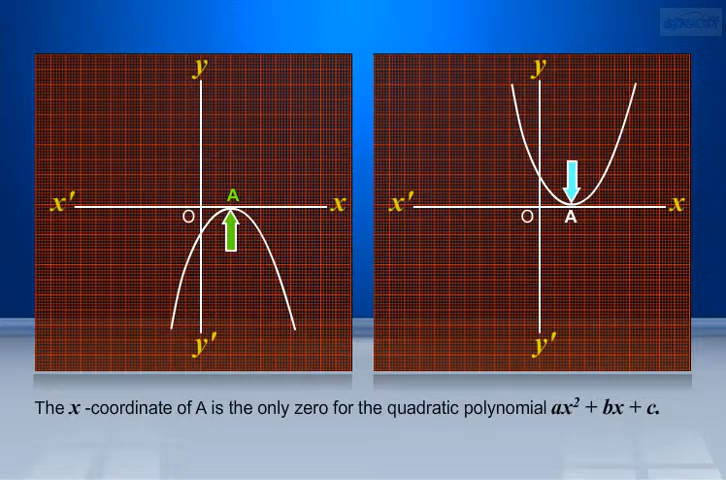 y
y
A
x'
x
x'
x
O
O
A
y'
y'
The x -coordinate of A is the only zero for the quadratic polynomial ax² + bx + c.